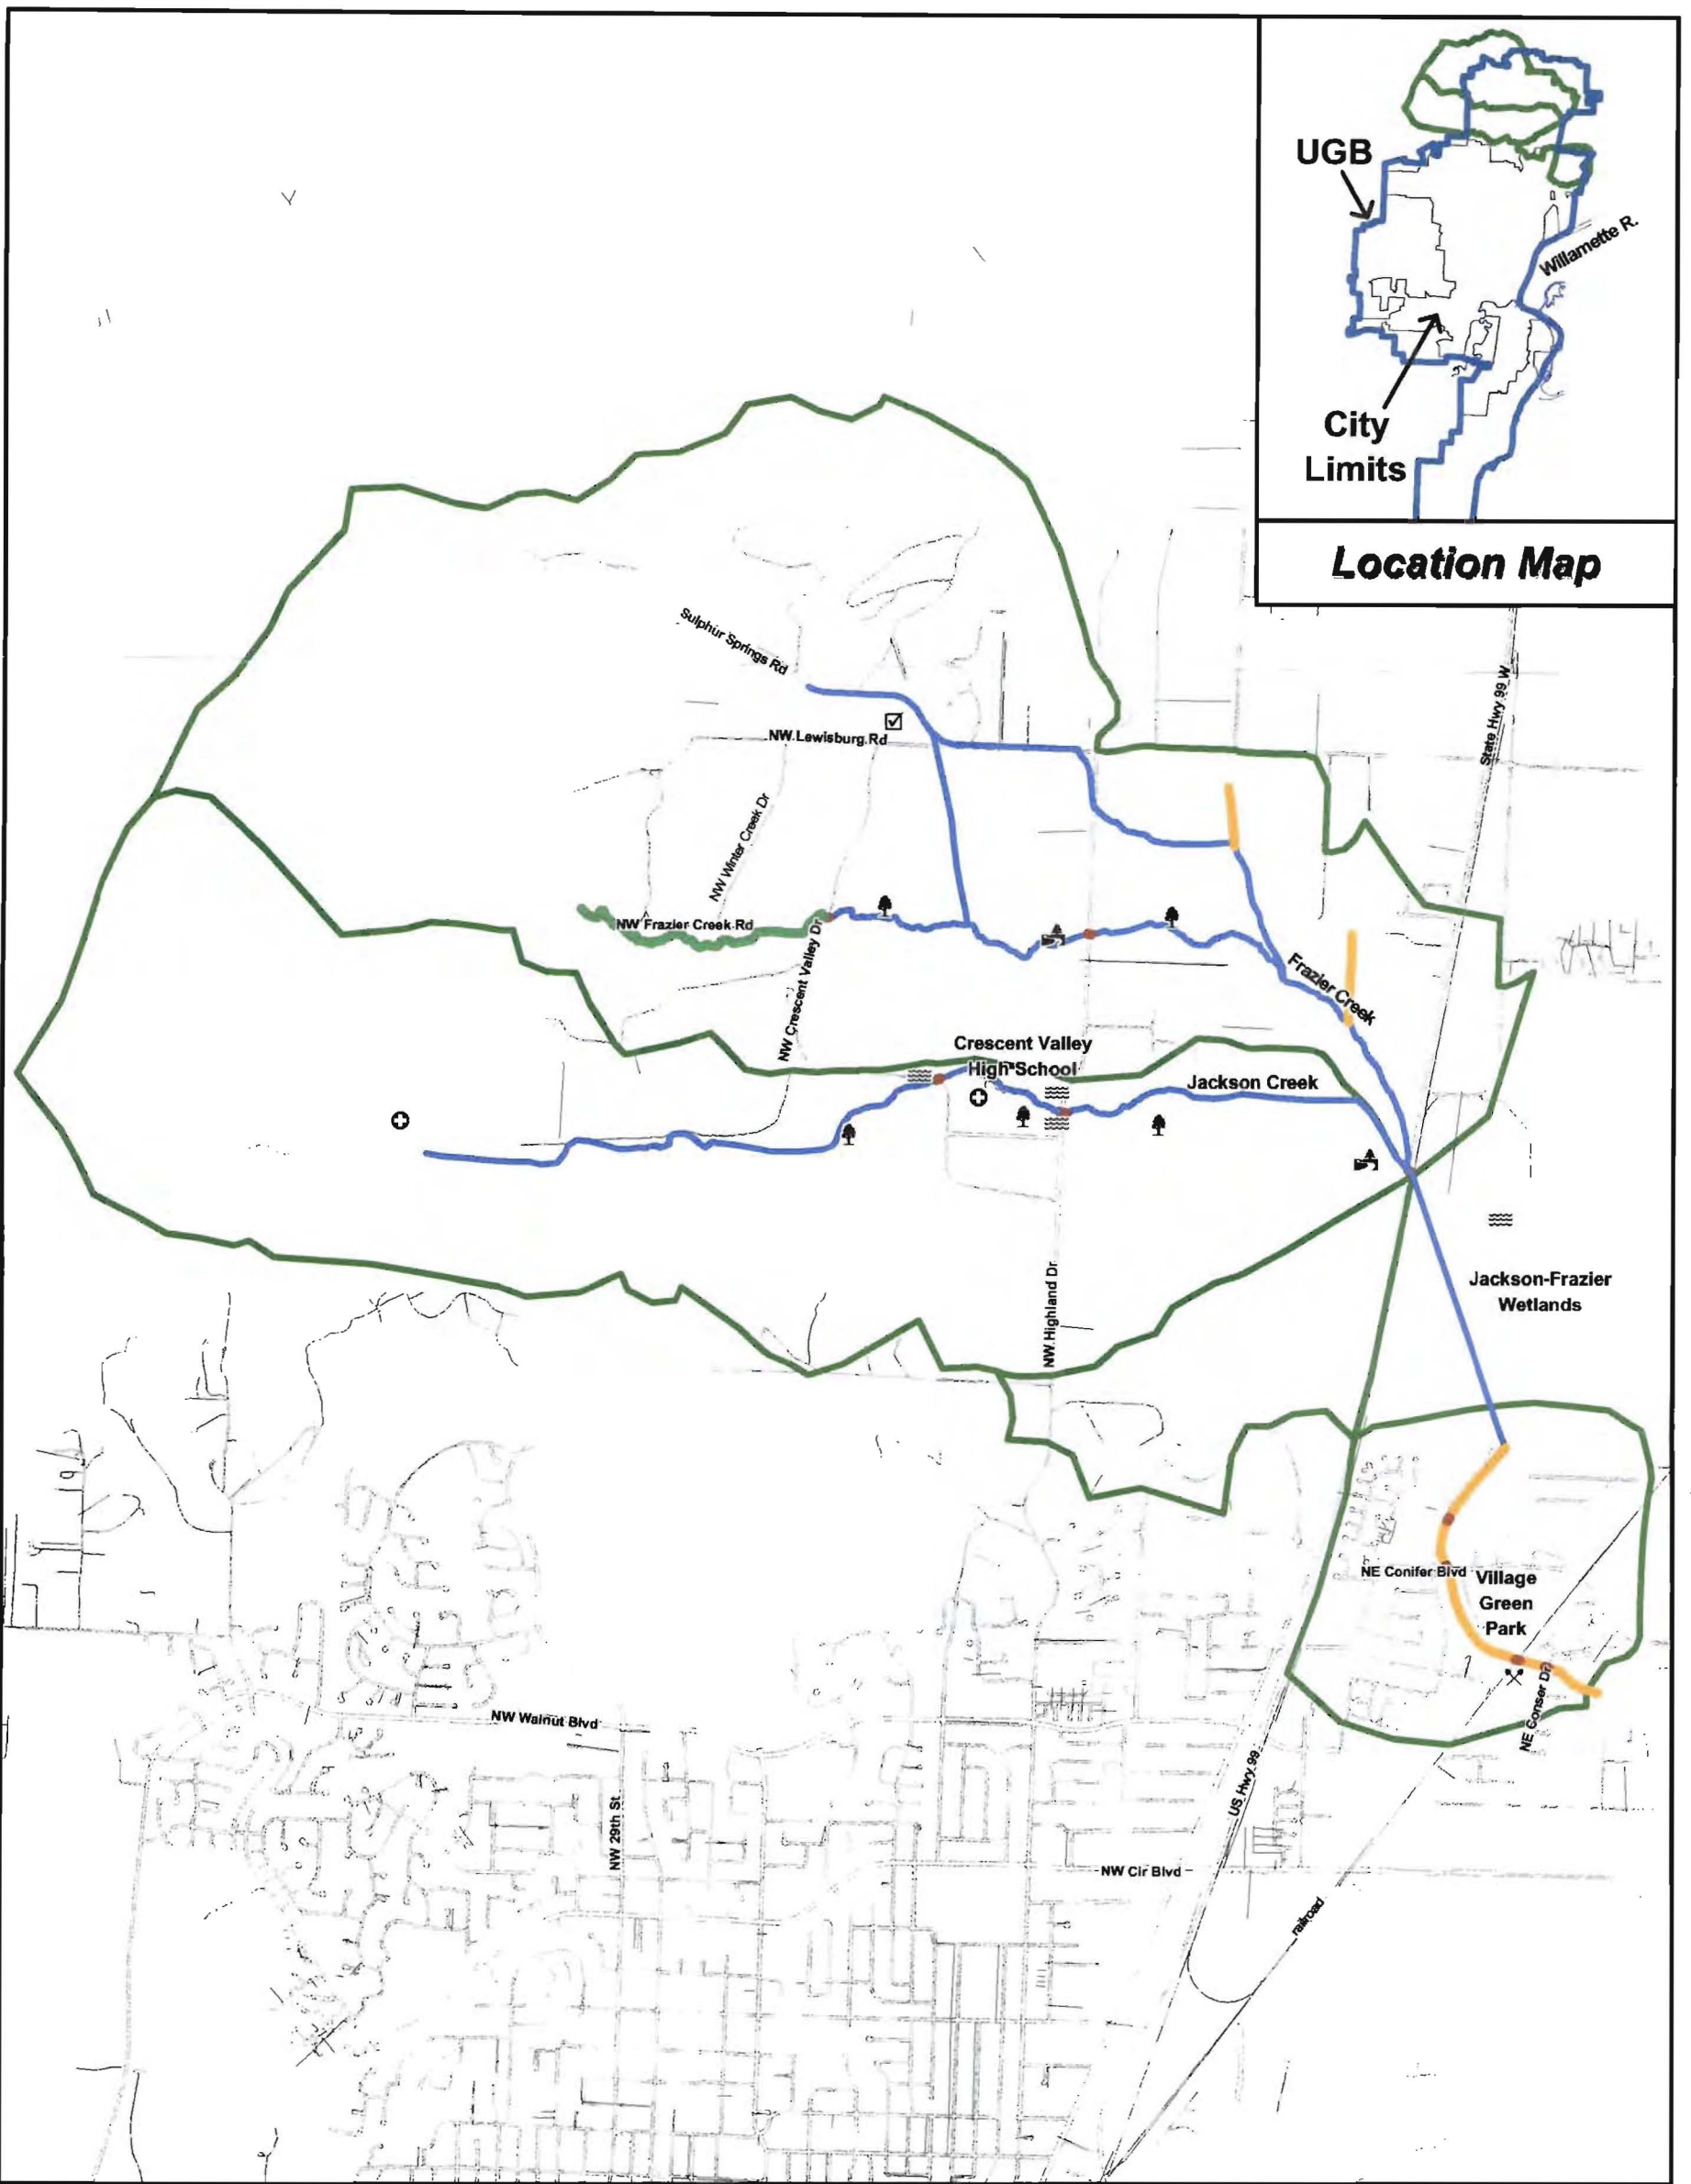 UGB
Willamette R.
City
Limits
Location Map
Sulphur Springs Rd
State Hwy 99 W
NW Lewisburg Rd
NW Winter Creek Dr
NW Frazier Creek Rd
NW Crescent Valley Dr
Frazier Creek
Crescent Valley
High School
Jackson Creek
NW Highland Dr
Jackson-Frazier
Wetlands
NE Conifer Blvd
Village
Green
Park
NE Conser Dr
NW Walnut Blvd
US Hwy 99
NW 29th St
NW Cir Blvd
railroad